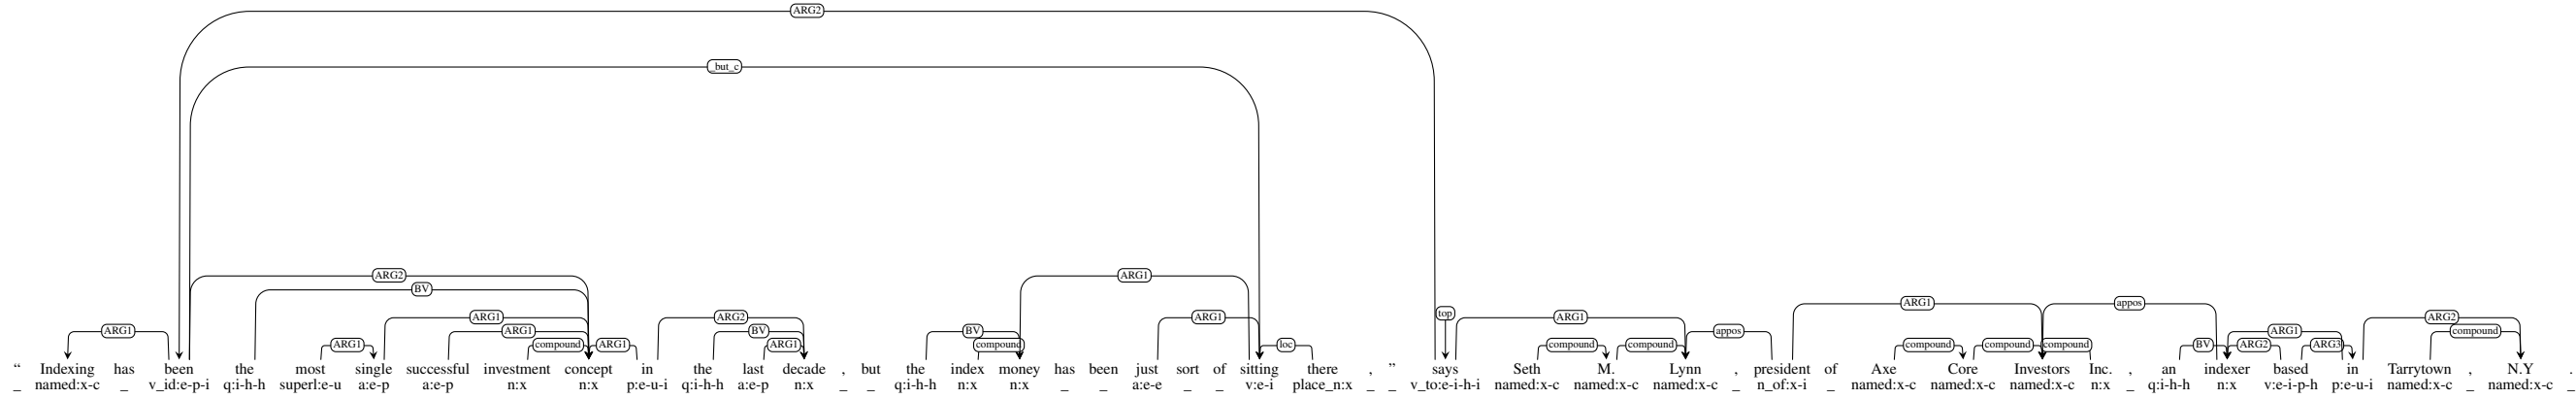 ARG2
_but_c
ARG2 ARG1
BV ARG1 appos
top
ARG1 ARG2 ARG1 ARG2
ARG1 ARG1 BV BV appos ARG1 compound
ARG1 compound ARG1 ARG1 compound ARG1 loc compound compound compound compound compound BV ARG2 ARG3
“ Indexing has been the most single successful investment concept in the last decade , but the index money has been just sort of sitting there , ” says Seth M. Lynn , president of Axe Core Investors Inc. , an indexer based in Tarrytown , N.Y .
_ named:x-c _ v_id:e-p-i q:i-h-h superl:e-u a:e-p a:e-p n:x n:x p:e-u-i q:i-h-h a:e-p n:x _ _ q:i-h-h n:x n:x _ _ a:e-e _ _ v:e-i place_n:x _ _ v_to:e-i-h-i named:x-c named:x-c named:x-c _ n_of:x-i _ named:x-c named:x-c named:x-c n:x _ q:i-h-h n:x v:e-i-p-h p:e-u-i named:x-c _ named:x-c _